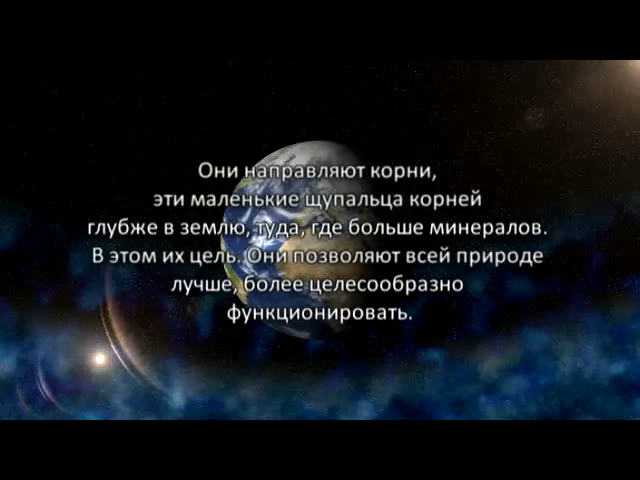 Они направляют корни,
эти маленькие щупальца корней
глубже в землю, туда, где больше минералов.
В этом их цель. Они позволяют всей природе
лучше, более целесообразно
функционировать.